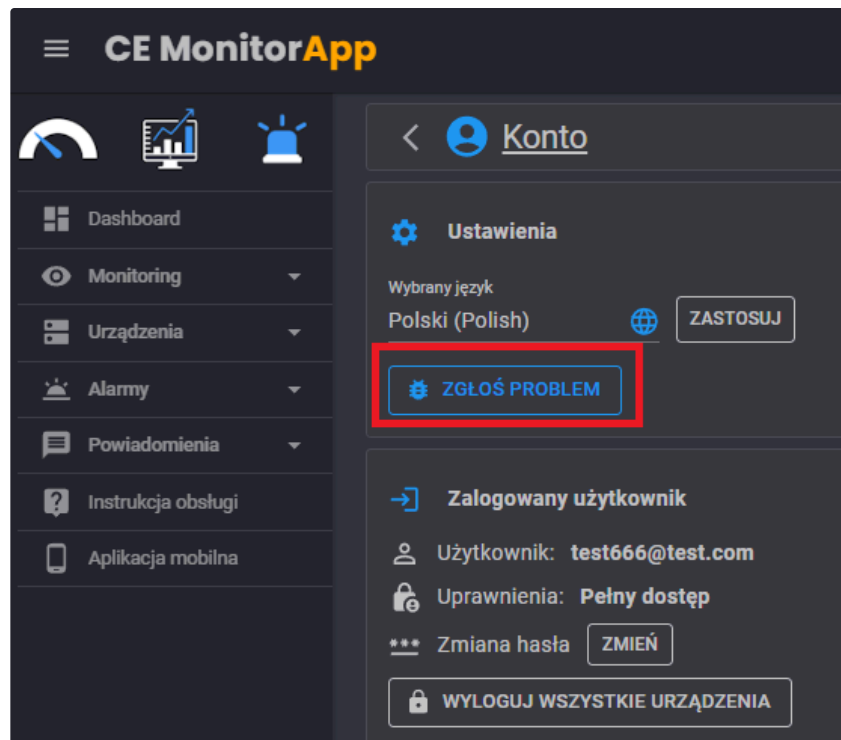 CE MonitorApp
Konto
Dashboard
Monitoring
Urządzenia
Alarmy
Powiadomienia
Instrukcja obsługi
Aplikacja mobilna
Ustawienia
Wybrany język
Polski (Polish)
ZASTOSUJ
ZGŁOŚ PROBLEM
Zalogowany użytkownik
Użytkownik: test666@test.com
Uprawnienia: Pełny dostęp
Zmiana hasła ZMIEŃ
WYLOGUJ WSZYSTKIE URZĄDZENIA